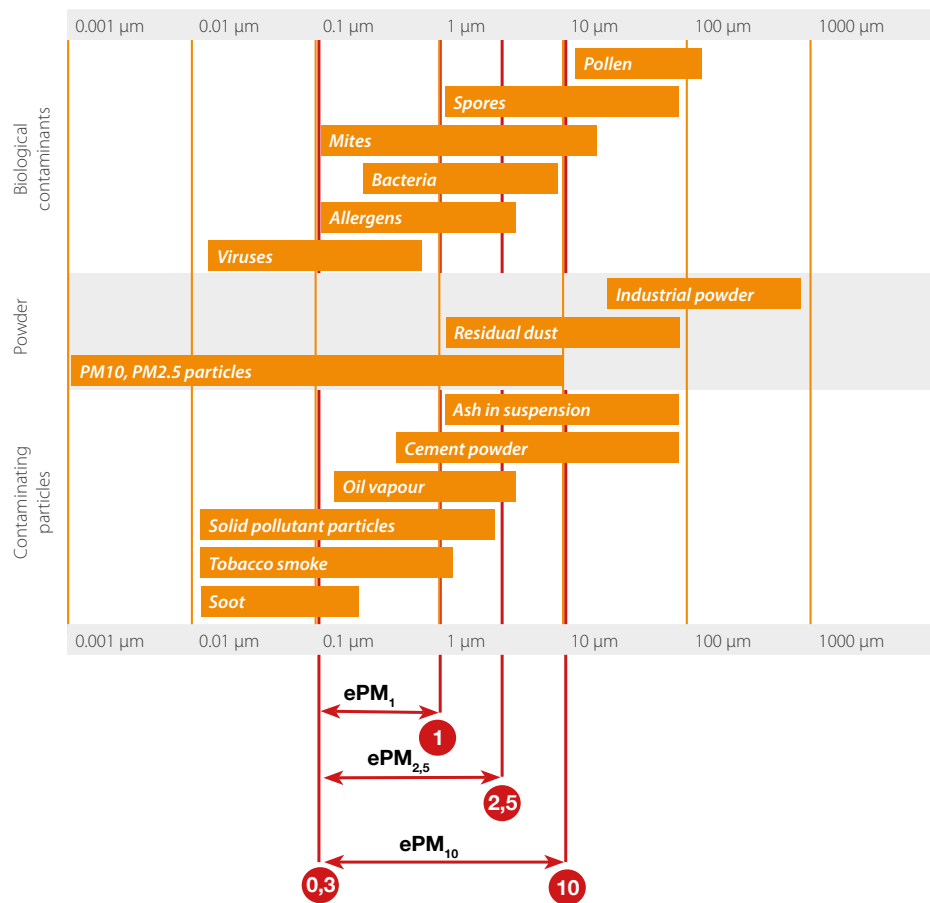 0.001 µm 0.01 µm 0.1 µm 1 µm 10 µm 100 µm 1000 µm
Biological
contaminants
Pollen
Spores
Mites
Bacteria
Allergens
Viruses
Powder
Industrial powder
Residual dust
PM10, PM2.5 particles
Contaminating
particles
Ash in suspension
Cement powder
Oil vapour
Solid pollutant particles
Tobacco smoke
Soot
0.001 µm 0.01 µm 0.1 µm 1 µm 10 µm 100 µm 1000 µm
ePM1
1
ePM2,5
2,5
ePM10
0,3 10